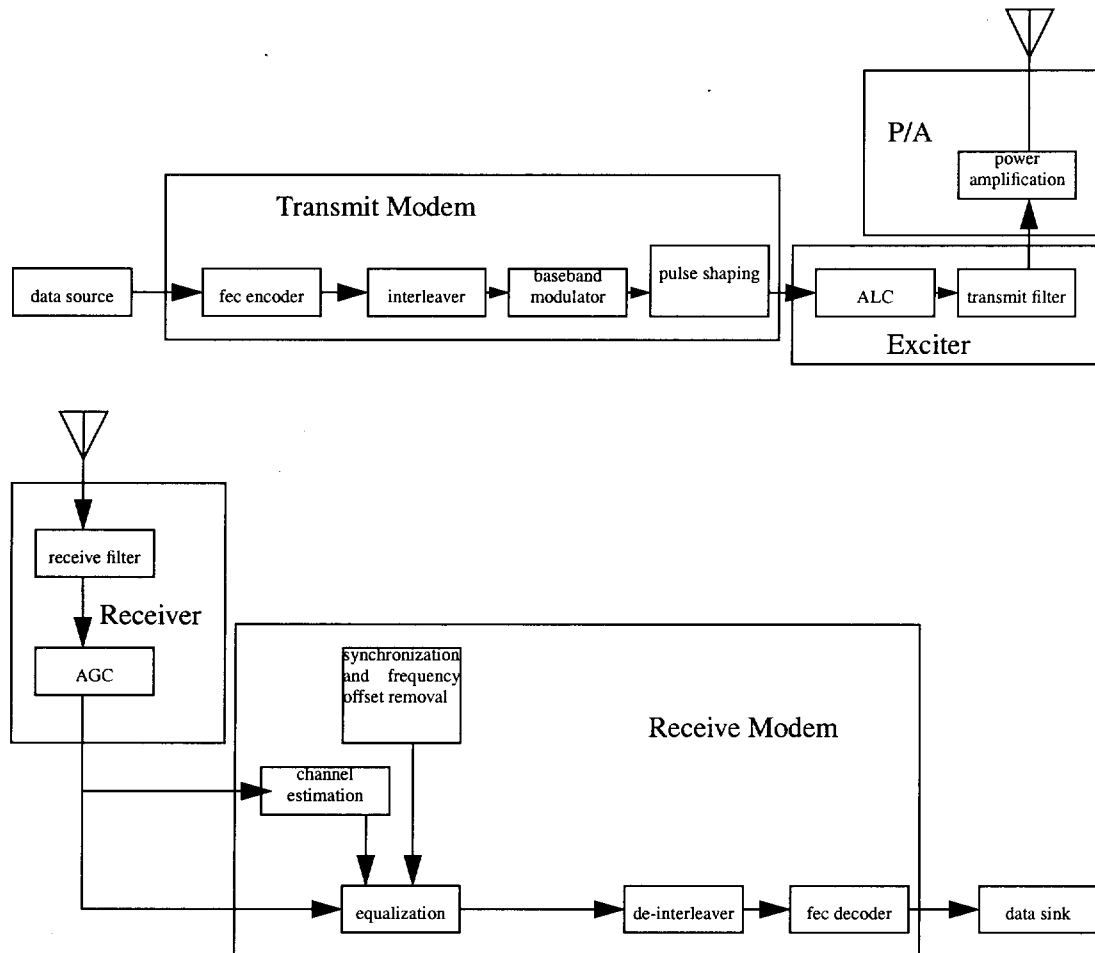 P/A
power
amplification
Transmit Modem
data source
fec encoder
interleaver
baseband
modulator
pulse shaping
ALC
transmit filter
Exciter
receive filter
Receiver
AGC
synchronization
and frequency
offset removal
Receive Modem
channel
estimation
equalization
de-interleaver
fec decoder
data sink